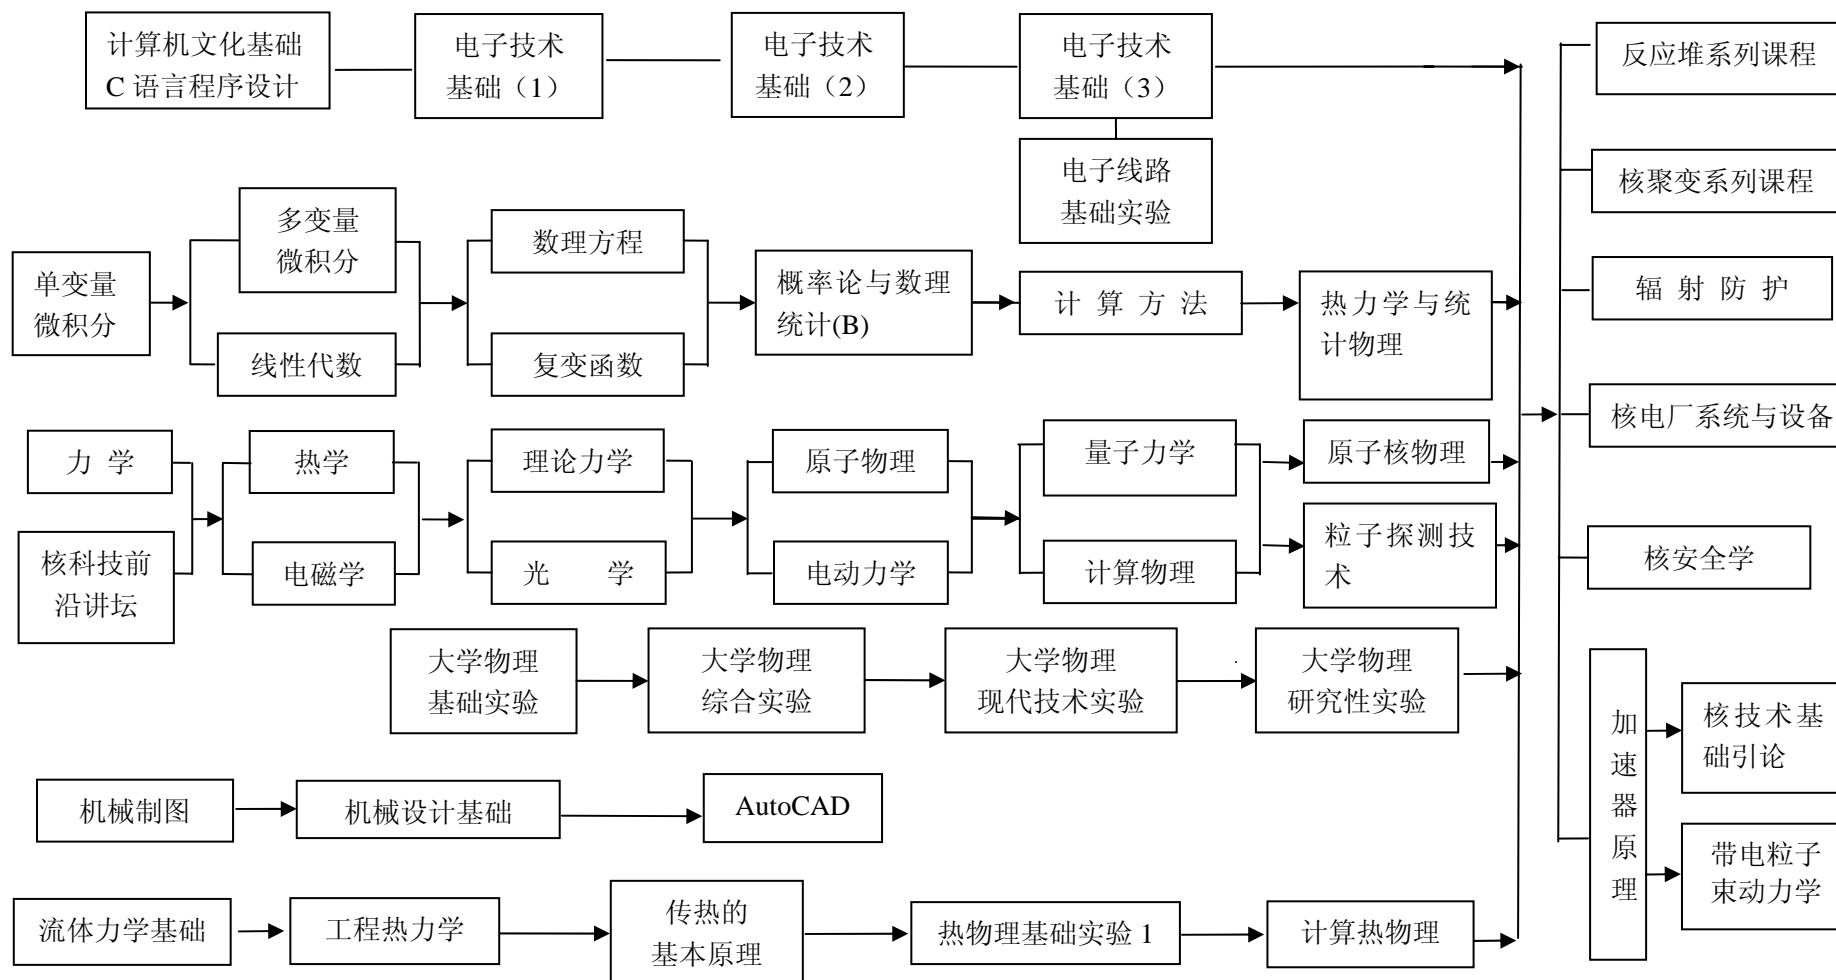 计算机文化基础
C 语言程序设计
电子技术
基础（1）
电子技术
基础（2）
电子技术
基础（3）
反应堆系列课程
电子线路
基础实验
核聚变系列课程
单变量
微积分
多变量
微积分
线性代数
数理方程
复变函数
概率论与数理
统计(B)
计 算 方 法
热力学与统
计物理
辐 射 防 护
核电厂系统与设备
力 学
核科技前
沿讲坛
热学
电磁学
理论力学
光 学
原子物理
电动力学
量子力学
计算物理
原子核物理
粒子探测技
术
核安全学
大学物理
基础实验
大学物理
综合实验
大学物理
现代技术实验
大学物理
研究性实验
加
速
器
原
理
核技术基
础引论
带电粒子
束动力学
机械制图
机械设计基础
AutoCAD
流体力学基础
工程热力学
传热的
基本原理
热物理基础实验 1
计算热物理